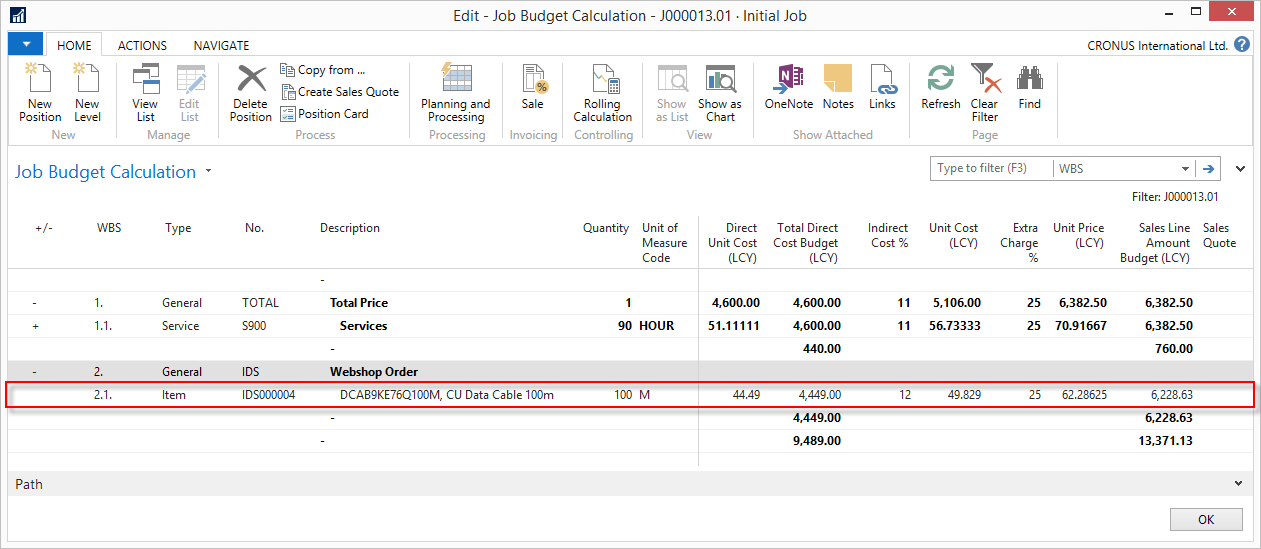 Edit - Job Budget Calculation - J000013.01 · Initial Job
HOME ACTIONS NAVIGATE CRONUS International Ltd. ?
New Position New Level View List Edit List Delete Position Copy from ... Create Sales Quote Position Card Planning and Processing Sale Rolling Calculation Show as List Show as Chart OneNote Notes Links Refresh Clear Filter Find
New Manage Process Processing Invoicing Controlling View Show Attached Page
Job Budget Calculation Type to filter (F3) WBS
Filter: J000013.01
+/- WBS Type No. Description Quantity Unit of Measure Code Direct Unit Cost (LCY) Total Direct Cost Budget (LCY) Indirect Cost % Unit Cost (LCY) Extra Charge % Unit Price (LCY) Sales Line Amount Budget (LCY) Sales Quote
-
- 1. General TOTAL Total Price 1 4,600.00 4,600.00 11 5,106.00 25 6,382.50 6,382.50
+ 1.1. Service S900 Services 90 HOUR 51.11111 4,600.00 11 56.73333 25 70.91667 6,382.50
- 440.00 760.00
- 2. General IDS Webshop Order
2.1. Item IDS000004 DCAB9KE76Q100M, CU Data Cable 100m 100 M 44.49 4,449.00 12 49.829 25 62.28625 6,228.63
- 4,449.00 6,228.63
- 9,489.00 13,371.13
Path
OK